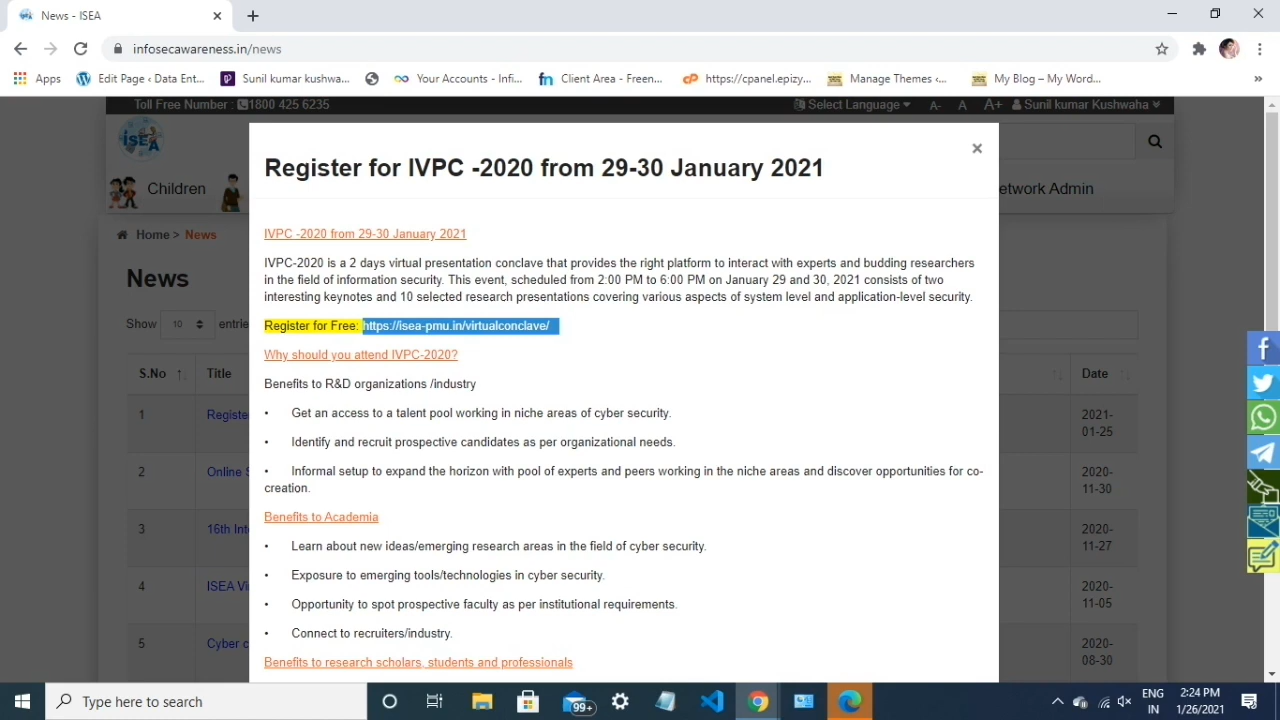 News - ISEA
infosecawareness.in/news
Apps
Edit Page ‹ Data Ent...
Sunil kumar kushwa...
Your Accounts - Infi...
Client Area - Freen...
https://cpanel.epizy...
Manage Themes ‹...
My Blog – My Word...
»
Toll Free Number : 1800 425 6235
Select Language
A-
A
A+
Sunil kumar Kushwaha
ISEA
Children
etwork Admin
×
Register for IVPC -2020 from 29-30 January 2021
Home > News
News
Show 10 entrie
S.No
Title
Date
1
Registe
2021-
01-25
2
Online S
2020-
11-30
3
16th Int
2020-
11-27
4
ISEA Vi
2020-
11-05
5
Cyber c
2020-
08-30
IVPC -2020 from 29-30 January 2021
IVPC-2020 is a 2 days virtual presentation conclave that provides the right platform to interact with experts and budding researchers
in the field of information security. This event, scheduled from 2:00 PM to 6:00 PM on January 29 and 30, 2021 consists of two
interesting keynotes and 10 selected research presentations covering various aspects of system level and application-level security.
Register for Free: https://isea-pmu.in/virtualconclave/
Why should you attend IVPC-2020?
Benefits to R&D organizations /industry
• Get an access to a talent pool working in niche areas of cyber security.
• Identify and recruit prospective candidates as per organizational needs.
• Informal setup to expand the horizon with pool of experts and peers working in the niche areas and discover opportunities for co-
creation.
Benefits to Academia
• Learn about new ideas/emerging research areas in the field of cyber security.
• Exposure to emerging tools/technologies in cyber security.
• Opportunity to spot prospective faculty as per institutional requirements.
• Connect to recruiters/industry.
Benefits to research scholars, students and professionals
Type here to search
99+
ENG
IN
2:24 PM
1/26/2021